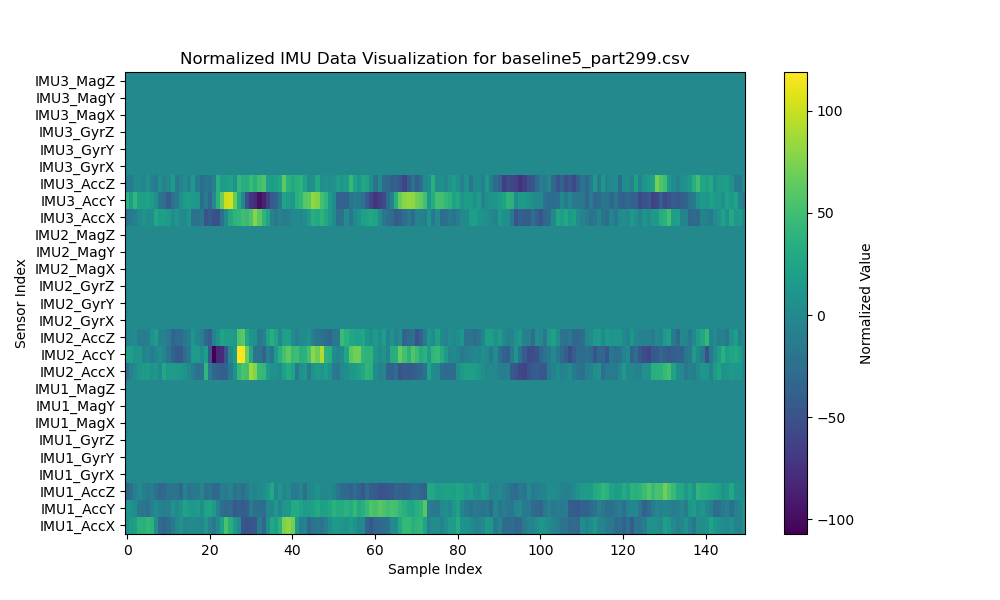 Normalized IMU Data Visualization for baseline5_part299.csv
IMU3_MagZ
IMU3_MagY
IMU3_MagX
IMU3_GyrZ
IMU3_GyrY
IMU3_GyrX
IMU3_AccZ
IMU3_AccY
IMU3_AccX
IMU2_MagZ
IMU2_MagY
IMU2_MagX
IMU2_GyrZ
IMU2_GyrY
IMU2_GyrX
IMU2_AccZ
IMU2_AccY
IMU2_AccX
IMU1_MagZ
IMU1_MagY
IMU1_MagX
IMU1_GyrZ
IMU1_GyrY
IMU1_GyrX
IMU1_AccZ
IMU1_AccY
IMU1_AccX
Sensor Index
0 20 40 60 80 100 120 140
Sample Index
100
50
0
−50
−100
Normalized Value